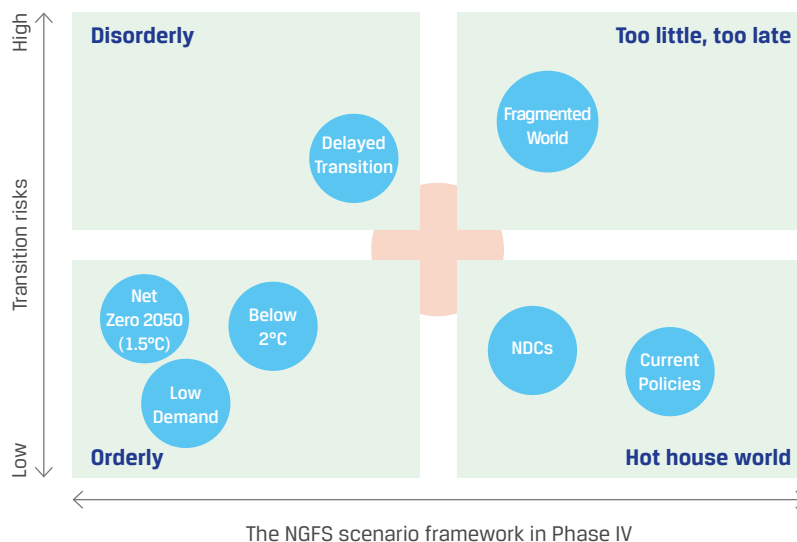 High
Transition risks
Low
Disorderly
Too little, too late
Delayed
Transition
Fragmented
World
Net
Zero 2050
(1.5°C)
Below
2°C
Low
Demand
NDCs
Current
Policies
Orderly
Hot house world
The NGFS scenario framework in Phase IV